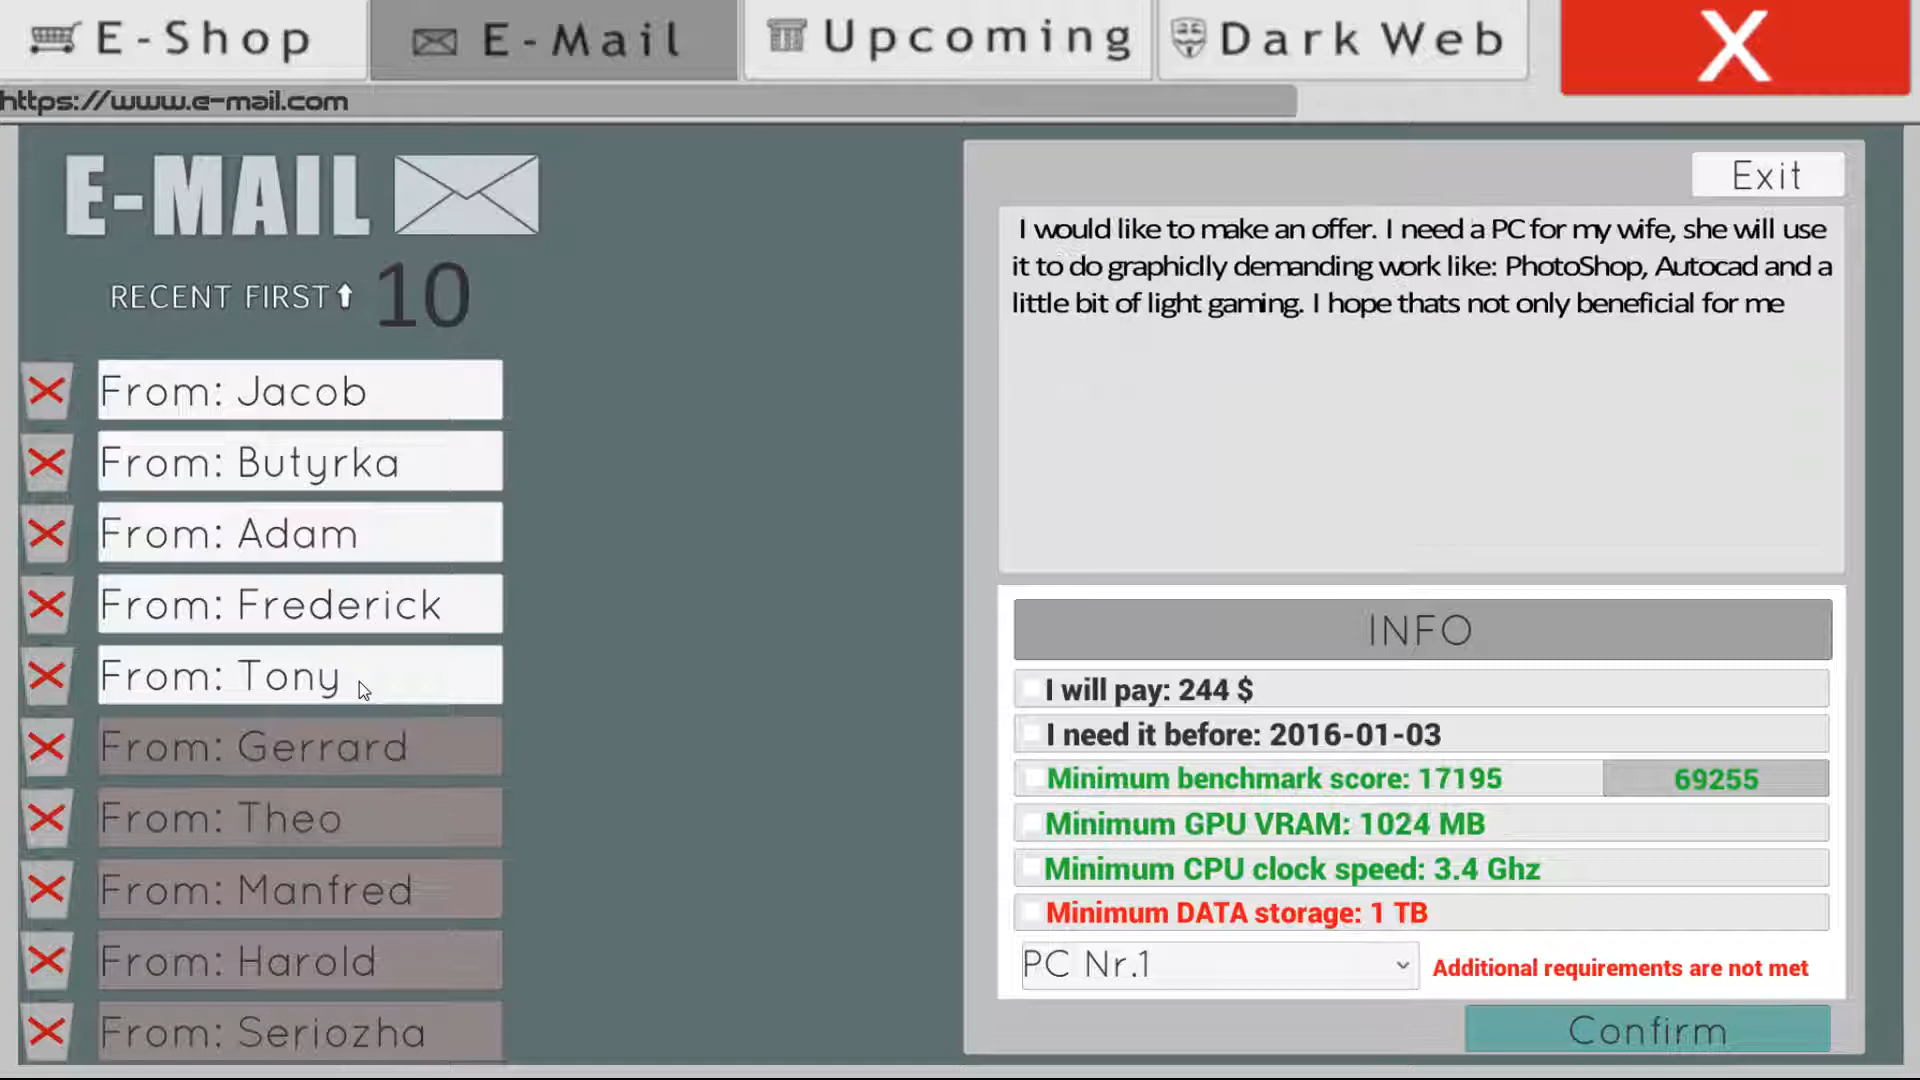 E-Shop
E-Mail
Upcoming
Dark Web
X
https://www.e-mail.com
E-MAIL
RECENT FIRST
10
From: Jacob
From: Butyrka
From: Adam
From: Frederick
From: Tony
From: Gerrard
From: Theo
From: Manfred
From: Harold
From: Seriozha
Exit
I would like to make an offer. I need a PC for my wife, she will use
it to do graphiclly demanding work like: PhotoShop, Autocad and a
little bit of light gaming. I hope thats not only beneficial for me
INFO
I will pay: 244 $
I need it before: 2016-01-03
Minimum benchmark score: 17195
69255
Minimum GPU VRAM: 1024 MB
Minimum CPU clock speed: 3.4 Ghz
Minimum DATA storage: 1 TB
PC Nr.1
Additional requirements are not met
Confirm